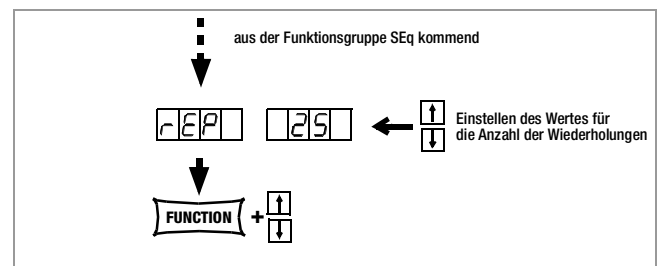 aus der Funktionsgruppe SEq kommend
rEP 25 Einstellen des Wertes für
die Anzahl der Wiederholungen
FUNCTION +